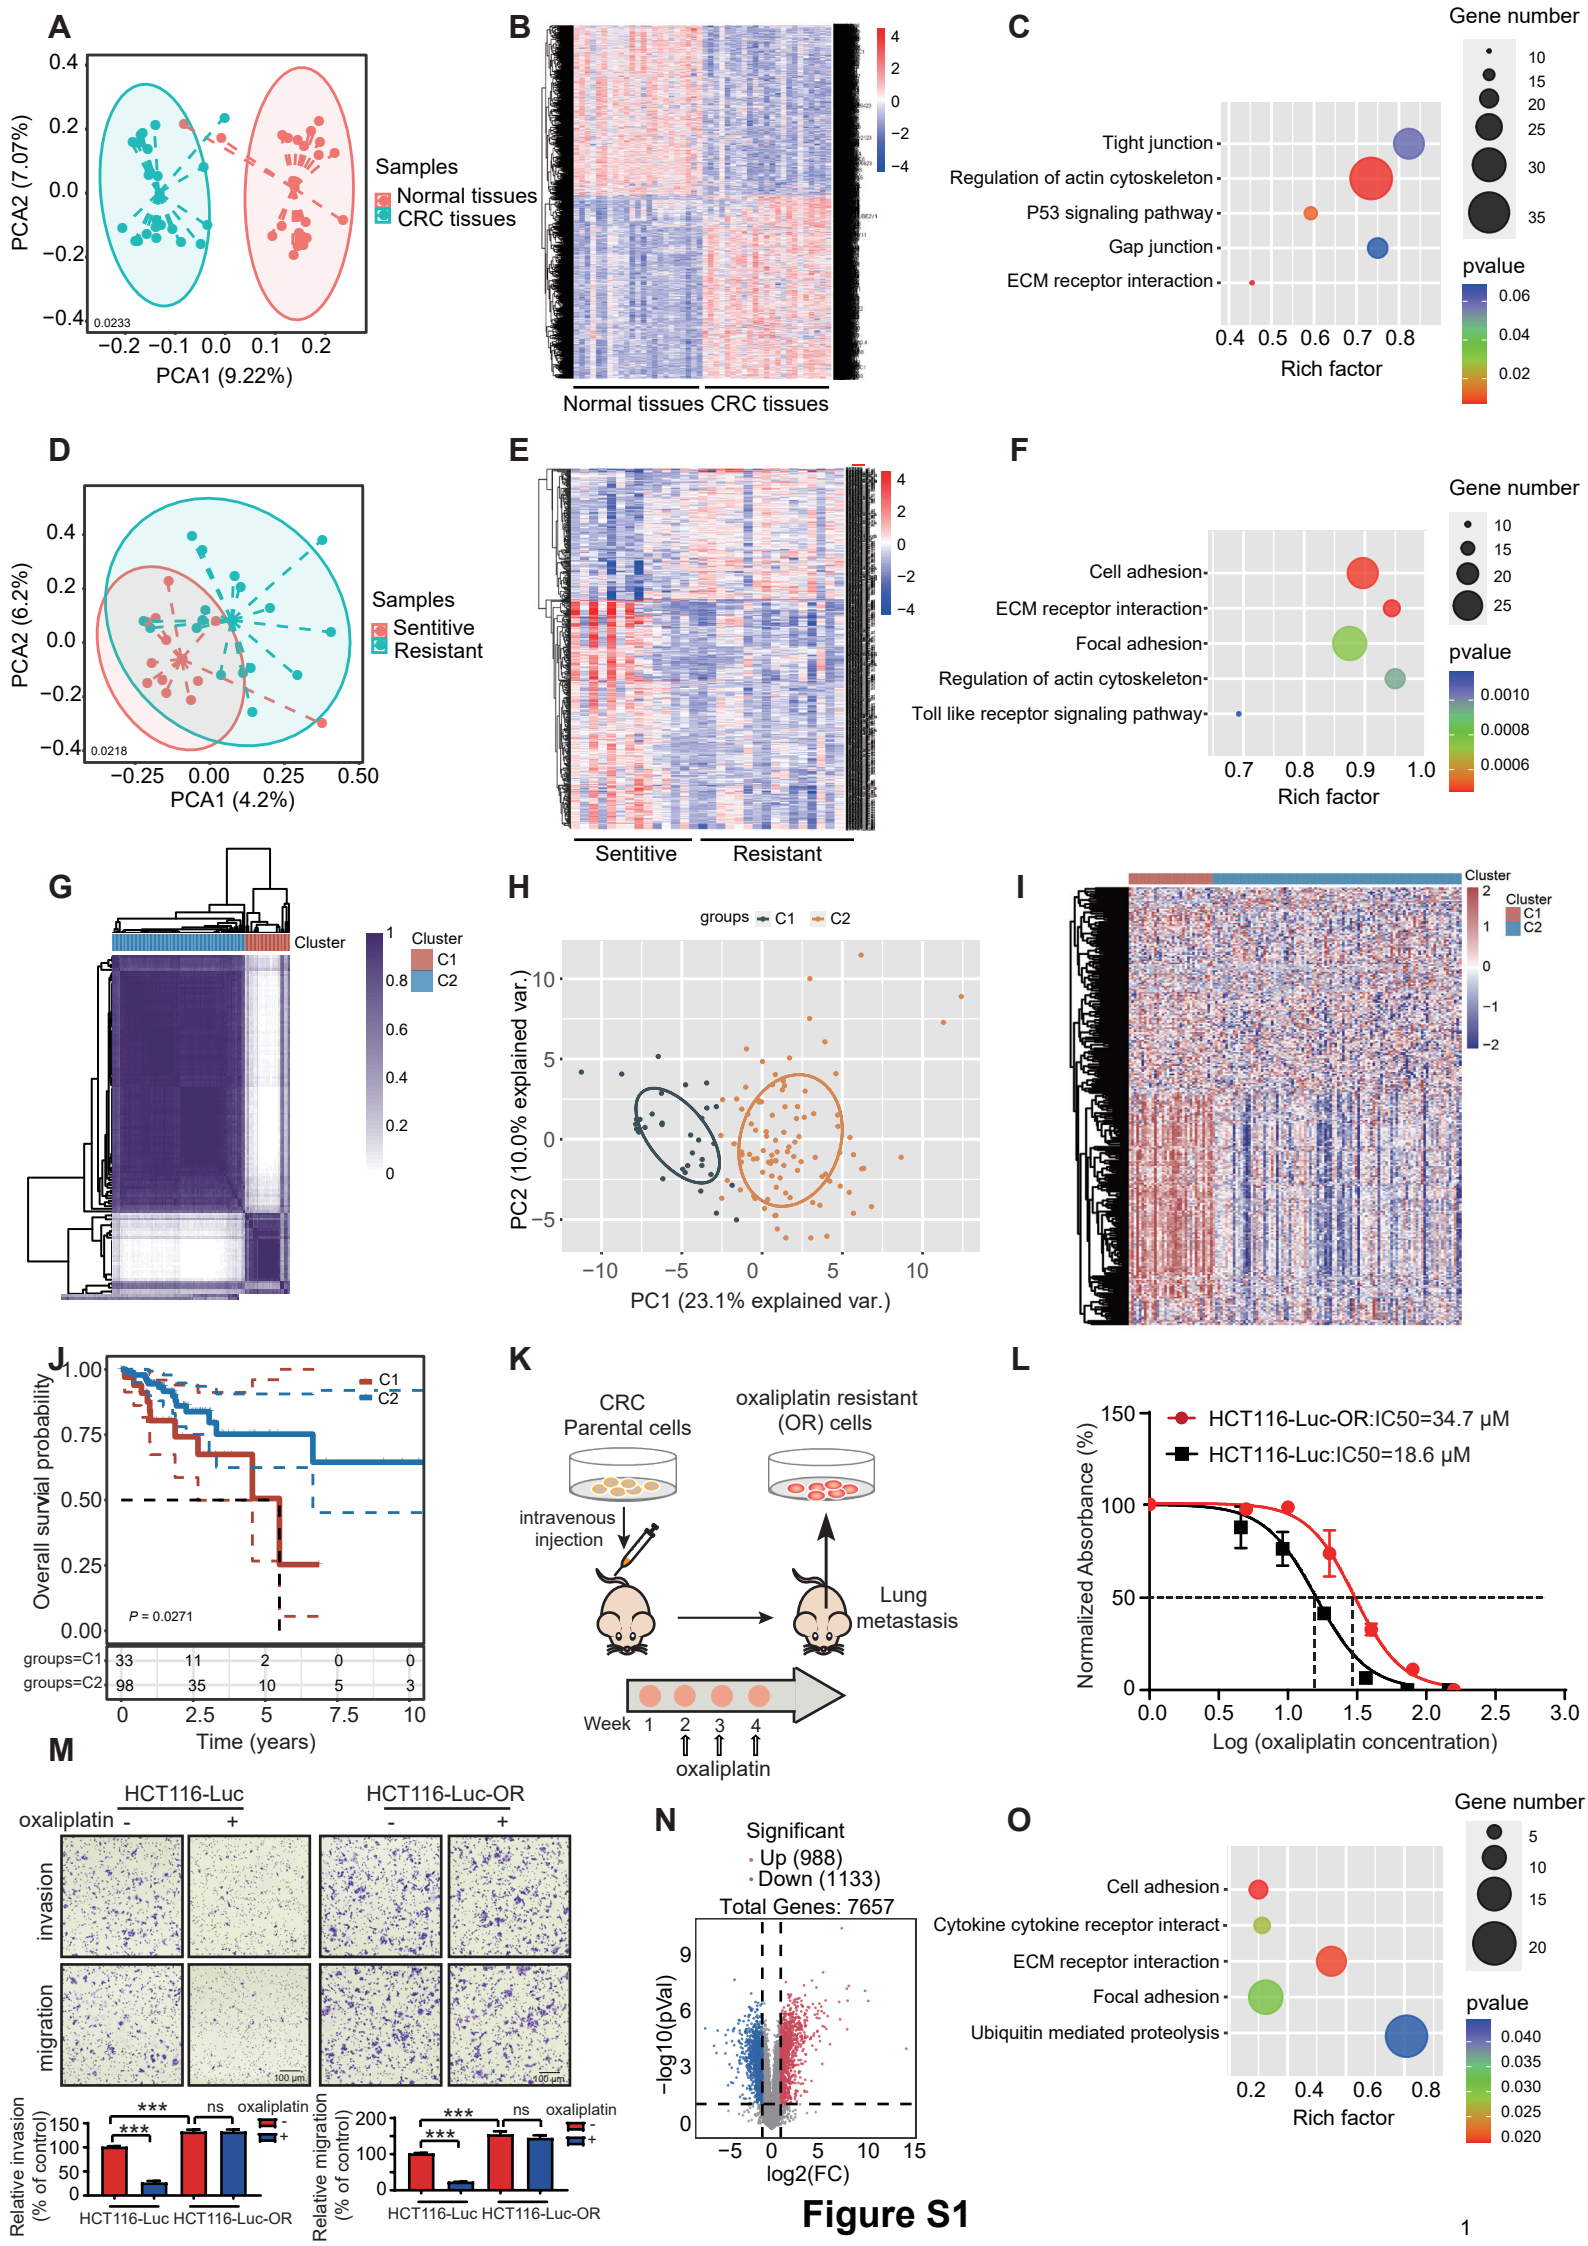 A
0.4
0.2
0.0
−0.2
−0.4
PCA2 (7.07%)
0.0233
−0.2 −0.1 0.0 0.1 0.2
PCA1 (9.22%)
Samples
Normal tissues
CRC tissues
B
4
2
0
−2
−4
Normal tissues CRC tissues
C
Tight junction
Regulation of actin cytoskeleton
P53 signaling pathway
Gap junction
ECM receptor interaction
0.4 0.5 0.6 0.7 0.8
Rich factor
Gene number
10
15
20
25
30
35
pvalue
0.06
0.04
0.02
D
0.4
0.2
0.0
−0.2
−0.4
PCA2 (6.2%)
0.0218
−0.25 0.00 0.25 0.50
PCA1 (4.2%)
Samples
Sentitive
Resistant
E
4
2
0
−2
−4
Sentitive Resistant
F
Cell adhesion
ECM receptor interaction
Focal adhesion
Regulation of actin cytoskeleton
Toll like receptor signaling pathway
0.7 0.8 0.9 1.0
Rich factor
Gene number
10
15
20
25
pvalue
0.0010
0.0008
0.0006
G
Cluster
1
0.8
0.6
0.4
0.2
0
Cluster
C1
C2
H
groups C1 C2
10
5
0
−5
PC2 (10.0% explained var.)
−10 −5 0 5 10
PC1 (23.1% explained var.)
I
Cluster
2
1
0
−1
−2
Cluster
C1
C2
J
1.00
0.75
0.50
0.25
0.00
Overall survial probability
C1
C2
P = 0.0271
groups=C1 33 11 2 0 0
groups=C2 98 35 10 5 3
0 2.5 5 7.5 10
Time (years)
K
CRC
Parental cells
oxaliplatin resistant
(OR) cells
intravenous
injection
Lung
metastasis
Week 1 2 3 4
oxaliplatin
L
HCT116-Luc-OR:IC50=34.7 μM
HCT116-Luc:IC50=18.6 μM
150
100
50
0
Normalized Absorbance (%)
0.0 0.5 1.0 1.5 2.0 2.5 3.0
Log (oxaliplatin concentration)
M
HCT116-Luc HCT116-Luc-OR
oxaliplatin - + - +
invasion
migration
100 μm
100 μm
Relative invasion
(% of control)
150
100
50
0
*** *** ns
oxaliplatin
-
+
HCT116-Luc HCT116-Luc-OR
Relative migration
(% of control)
200
100
0
*** *** ns
oxaliplatin
-
+
HCT116-Luc HCT116-Luc-OR
N
Significant
Up (988)
Down (1133)
Total Genes: 7657
9
6
3
0
−log10(pVal)
−5 0 5 10 15
log2(FC)
O
Cell adhesion
Cytokine cytokine receptor interact
ECM receptor interaction
Focal adhesion
Ubiquitin mediated proteolysis
0.2 0.4 0.6 0.8
Rich factor
Gene number
5
10
15
20
pvalue
0.040
0.035
0.030
0.025
0.020
Figure S1
1